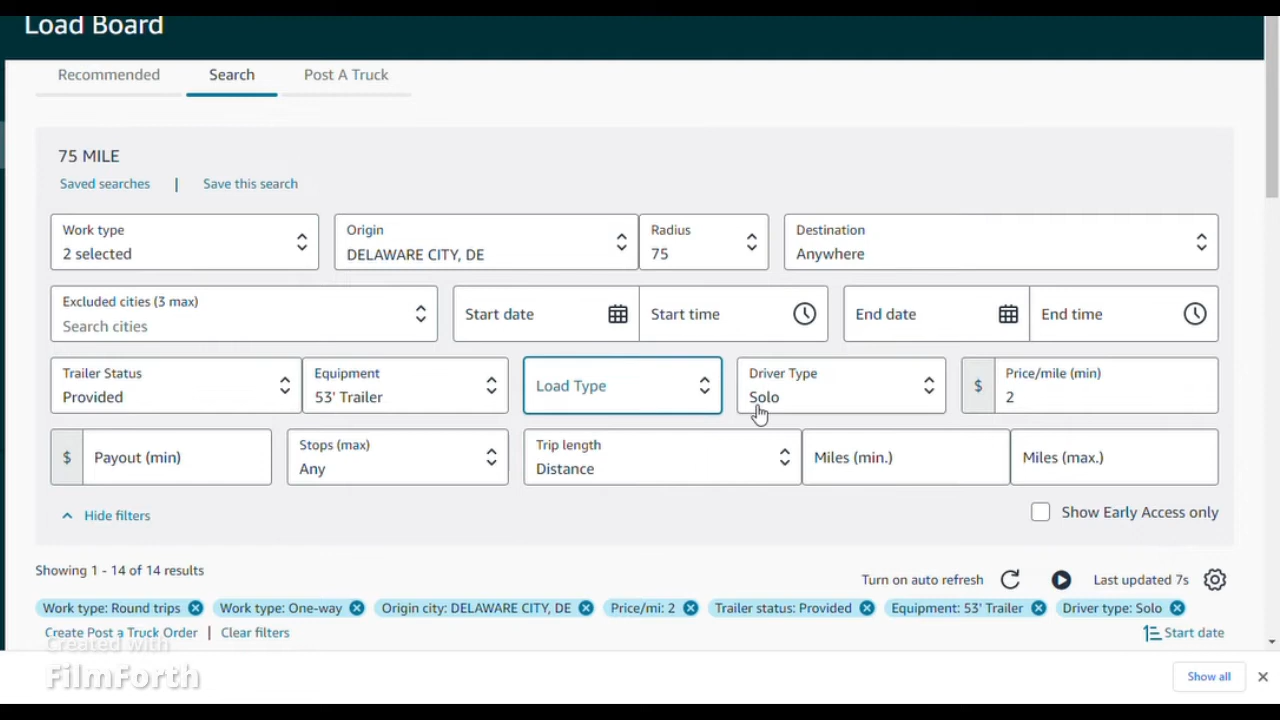 Load Board
Recommended Search Post A Truck
75 MILE
Saved searches | Save this search
Work type
2 selected
Origin
DELAWARE CITY, DE
Radius
75
Destination
Anywhere
Excluded cities (3 max)
Search cities
Start date
Start time
End date
End time
Trailer Status
Provided
Equipment
53' Trailer
Load Type
Driver Type
Solo
$
Price/mile (min)
2
$
Payout (min)
Stops (max)
Any
Trip length
Distance
Miles (min.)
Miles (max.)
Hide filters
Show Early Access only
Showing 1 - 14 of 14 results
Turn on auto refresh
Last updated 7s
Work type: Round trips
Work type: One-way
Origin city: DELAWARE CITY, DE
Price/mi: 2
Trailer status: Provided
Equipment: 53' Trailer
Driver type: Solo
Create Post a Truck Order | Clear filters
Start date
Created with
FilmForth
Show all